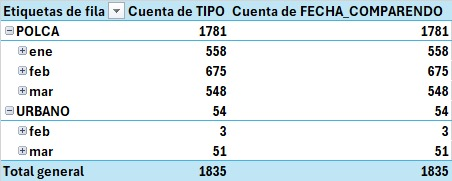 Etiquetas de fila Cuenta de TIPO Cuenta de FECHA_COMPARENDO
POLCA 1781 1781
ene 558 558
feb 675 675
mar 548 548
URBANO 54 54
feb 3 3
mar 51 51
Total general 1835 1835